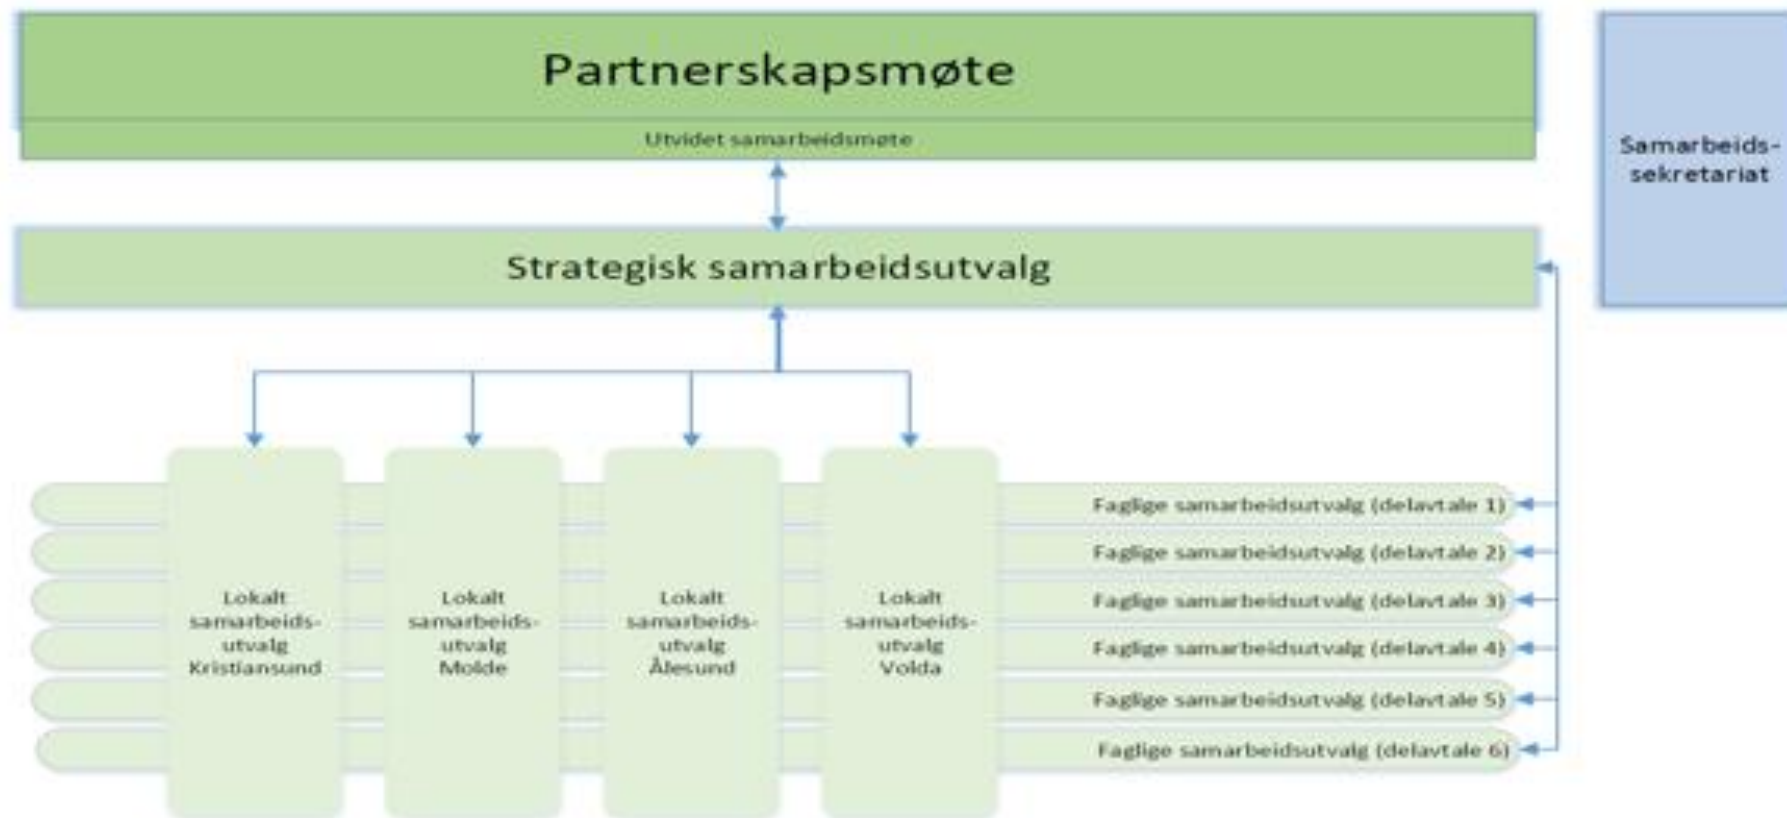 Partnerskapsmøte
Utvidet samarbeidsmøte
Samarbeids-
sekretariat
Strategisk samarbeidsutvalg
Lokalt
samarbeids-
utvalg
Kristiansund
Lokalt
samarbeids-
utvalg
Molde
Lokalt
samarbeids-
utvalg
Ålesund
Lokalt
samarbeids-
utvalg
Volda
Faglige samarbeidsutvalg (delavtale 1)
Faglige samarbeidsutvalg (delavtale 2)
Faglige samarbeidsutvalg (delavtale 3)
Faglige samarbeidsutvalg (delavtale 4)
Faglige samarbeidsutvalg (delavtale 5)
Faglige samarbeidsutvalg (delavtale 6)